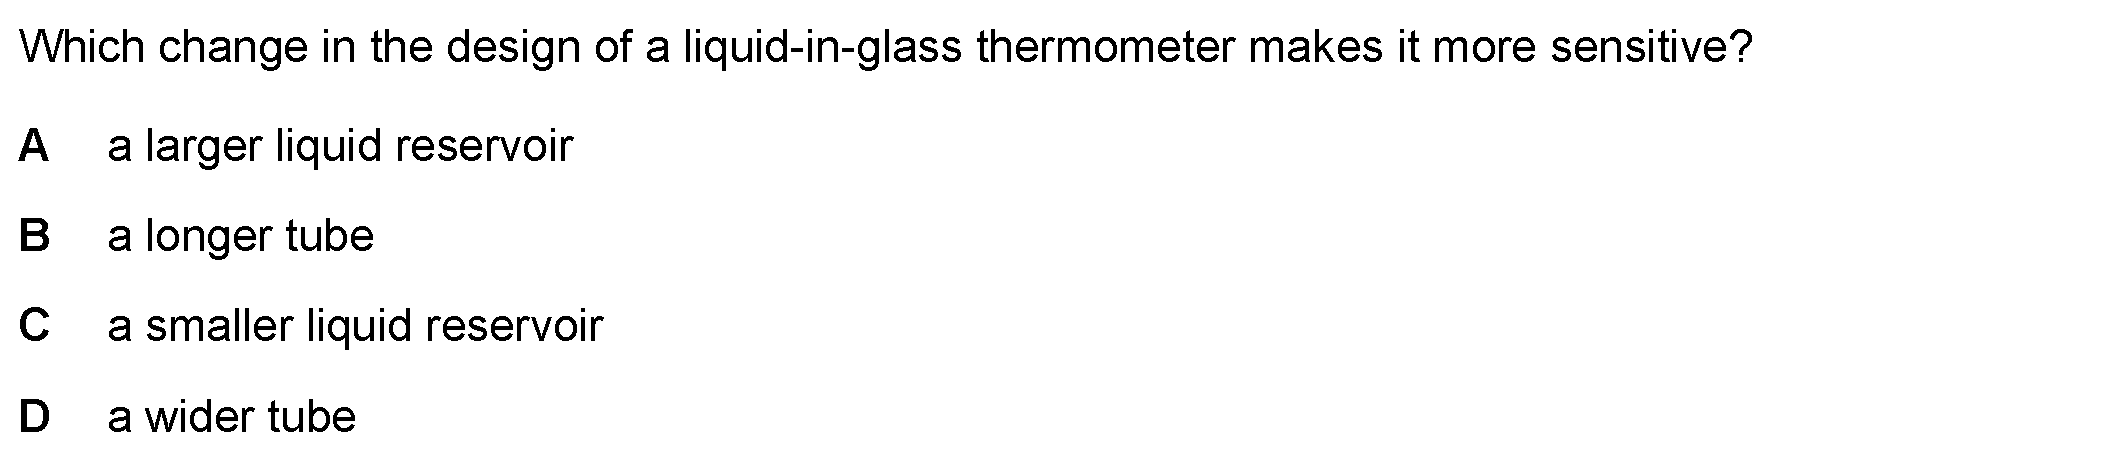 Which change in the design of a liquid-in-glass thermometer makes it more sensitive?
A a larger liquid reservoir
B a longer tube
C a smaller liquid reservoir
D a wider tube